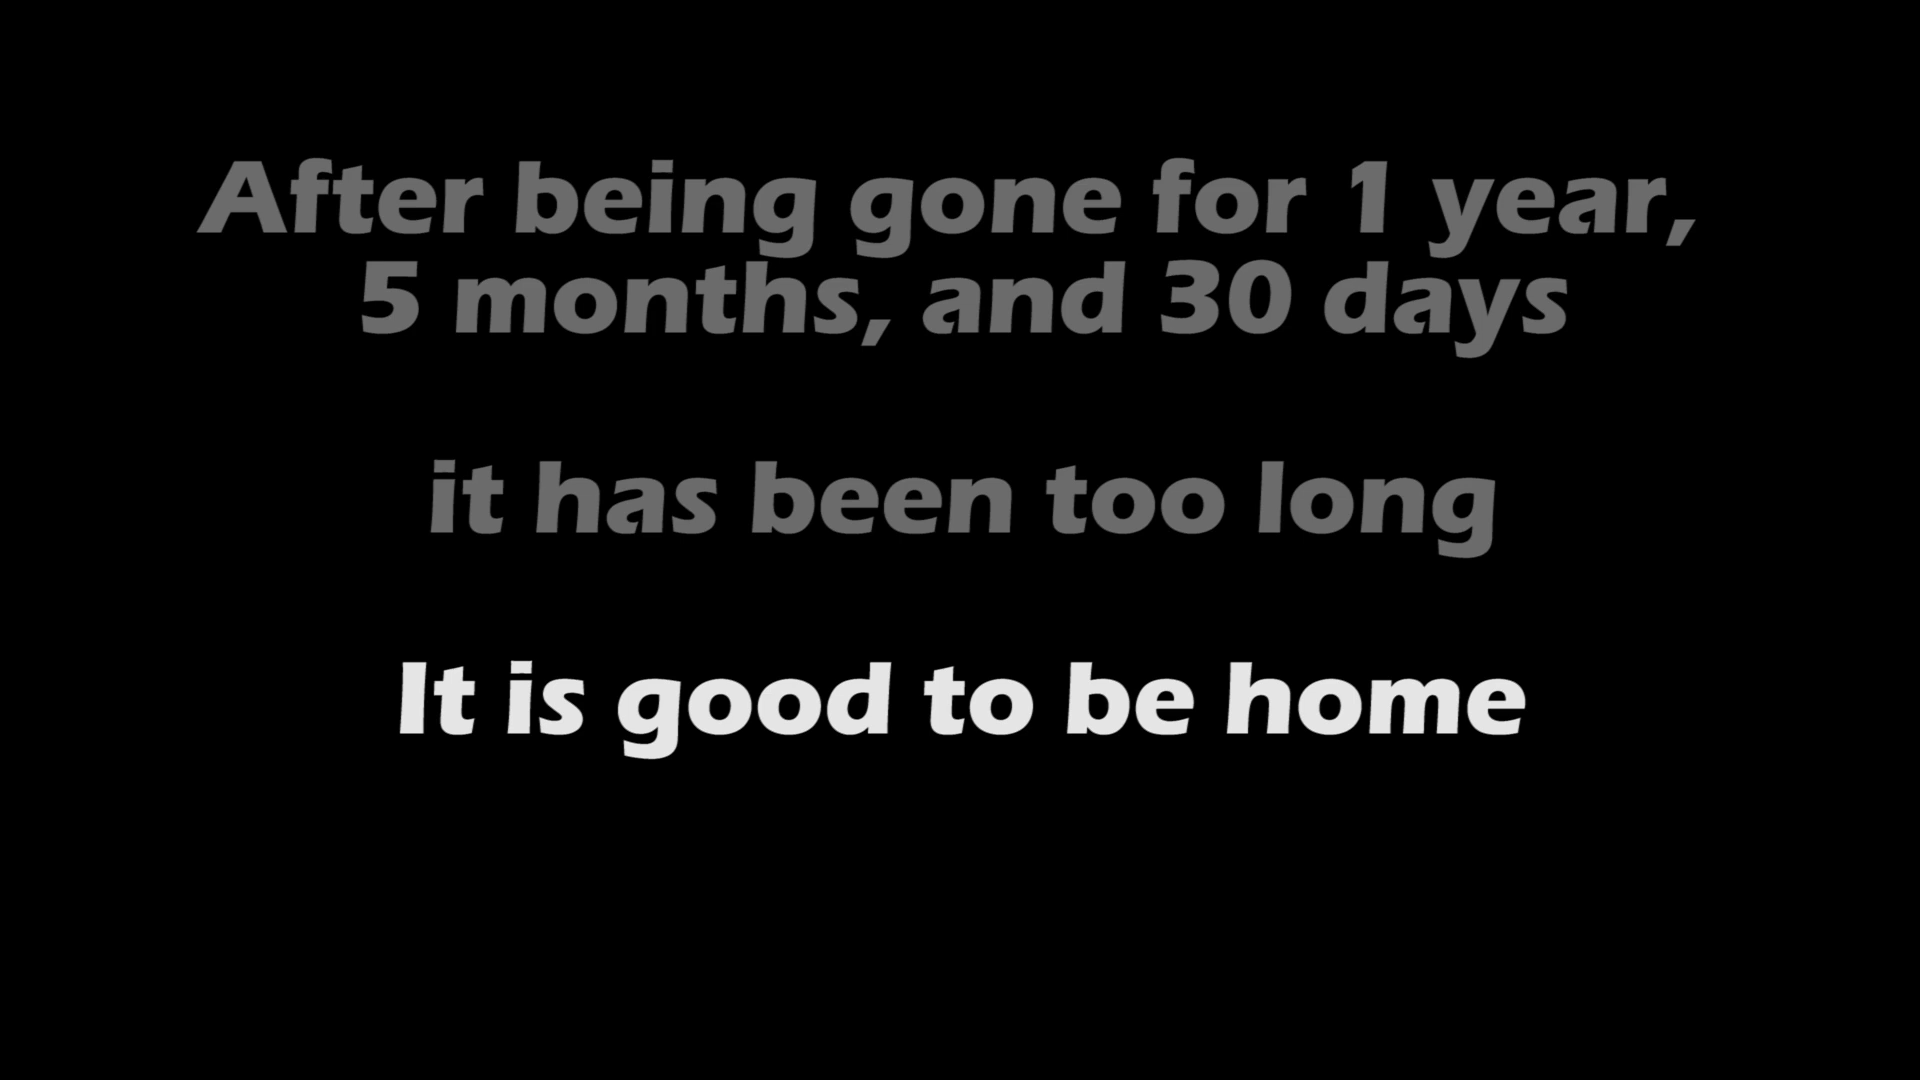 After being gone for 1 year,
5 months, and 30 days
it has been too long
It is good to be home